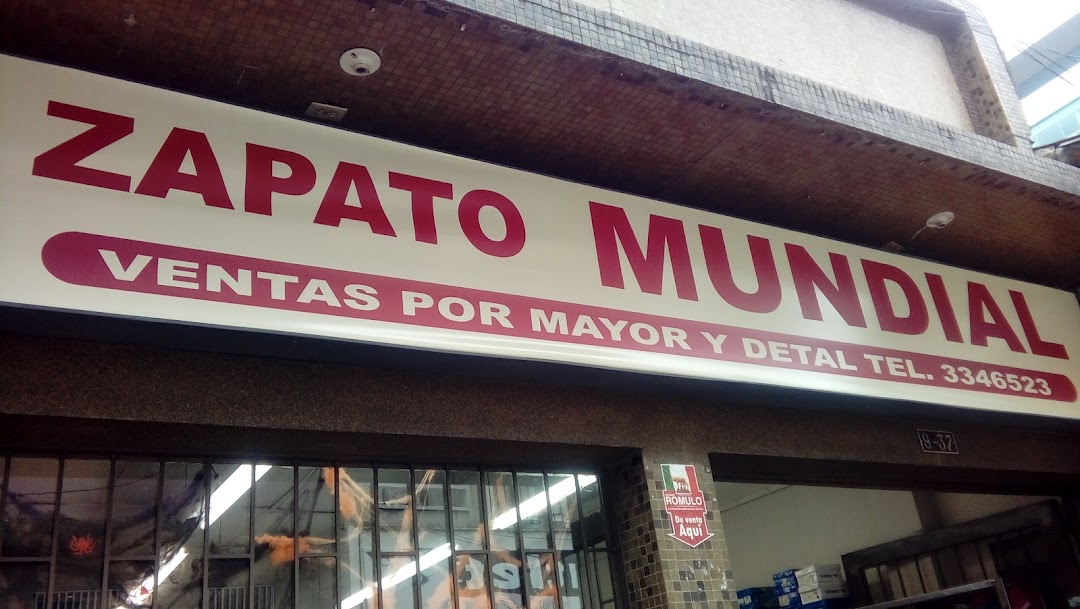 ZAPATO MUNDIAL
VENTAS POR MAYOR Y DETAL TEL. 3346523
9-37
ROMULO
De venta
Aquí